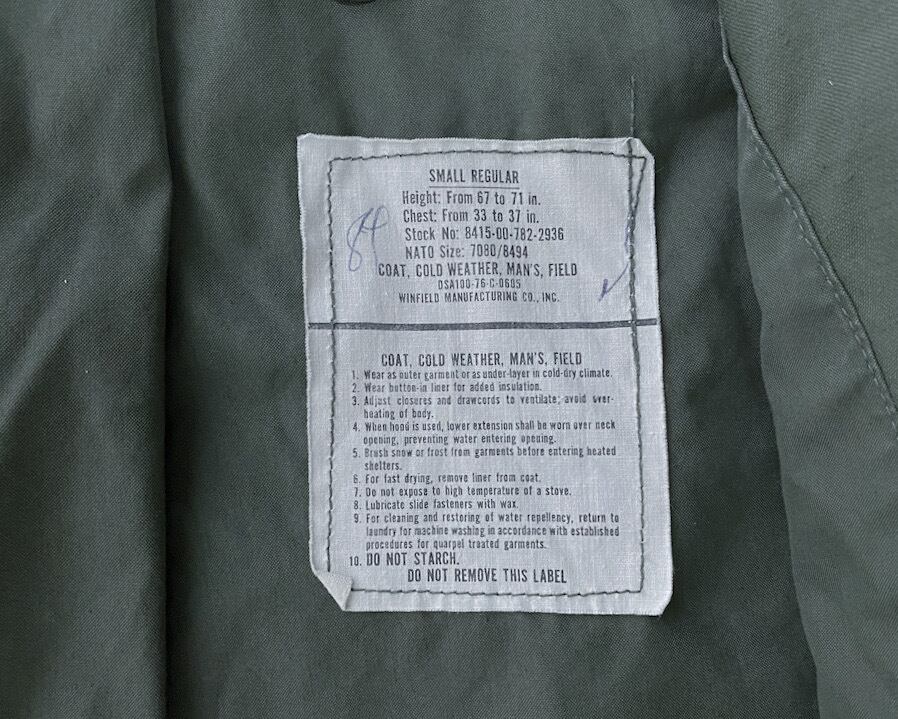 SMALL REGULAR
Height: From 67 to 71 in.
Chest: From 33 to 37 in.
Stock No: 8415-00-782-2936
NATO Size: 7080/8494
COAT, COLD WEATHER, MAN'S, FIELD
DSA100-76-C-0605
WINFIELD MANUFACTURING CO., INC.
84
COAT, COLD WEATHER, MAN'S, FIELD
1. Wear as outer garment or as under-layer in cold-dry climate.
2. Wear button-in liner for added insulation.
3. Adjust closures and drawcords to ventilate; avoid over-
heating of body.
4. When hood is used, lower extension shall be worn over neck
opening, preventing water entering opening.
5. Brush snow or frost from garments before entering heated
shelters.
6. For fast drying, remove liner from coat.
7. Do not expose to high temperature of a stove.
8. Lubricate slide fasteners with wax.
9. For cleaning and restoring of water repellency, return to
laundry for machine washing in accordance with established
procedures for quarpel treated garments.
10. DO NOT STARCH.
DO NOT REMOVE THIS LABEL